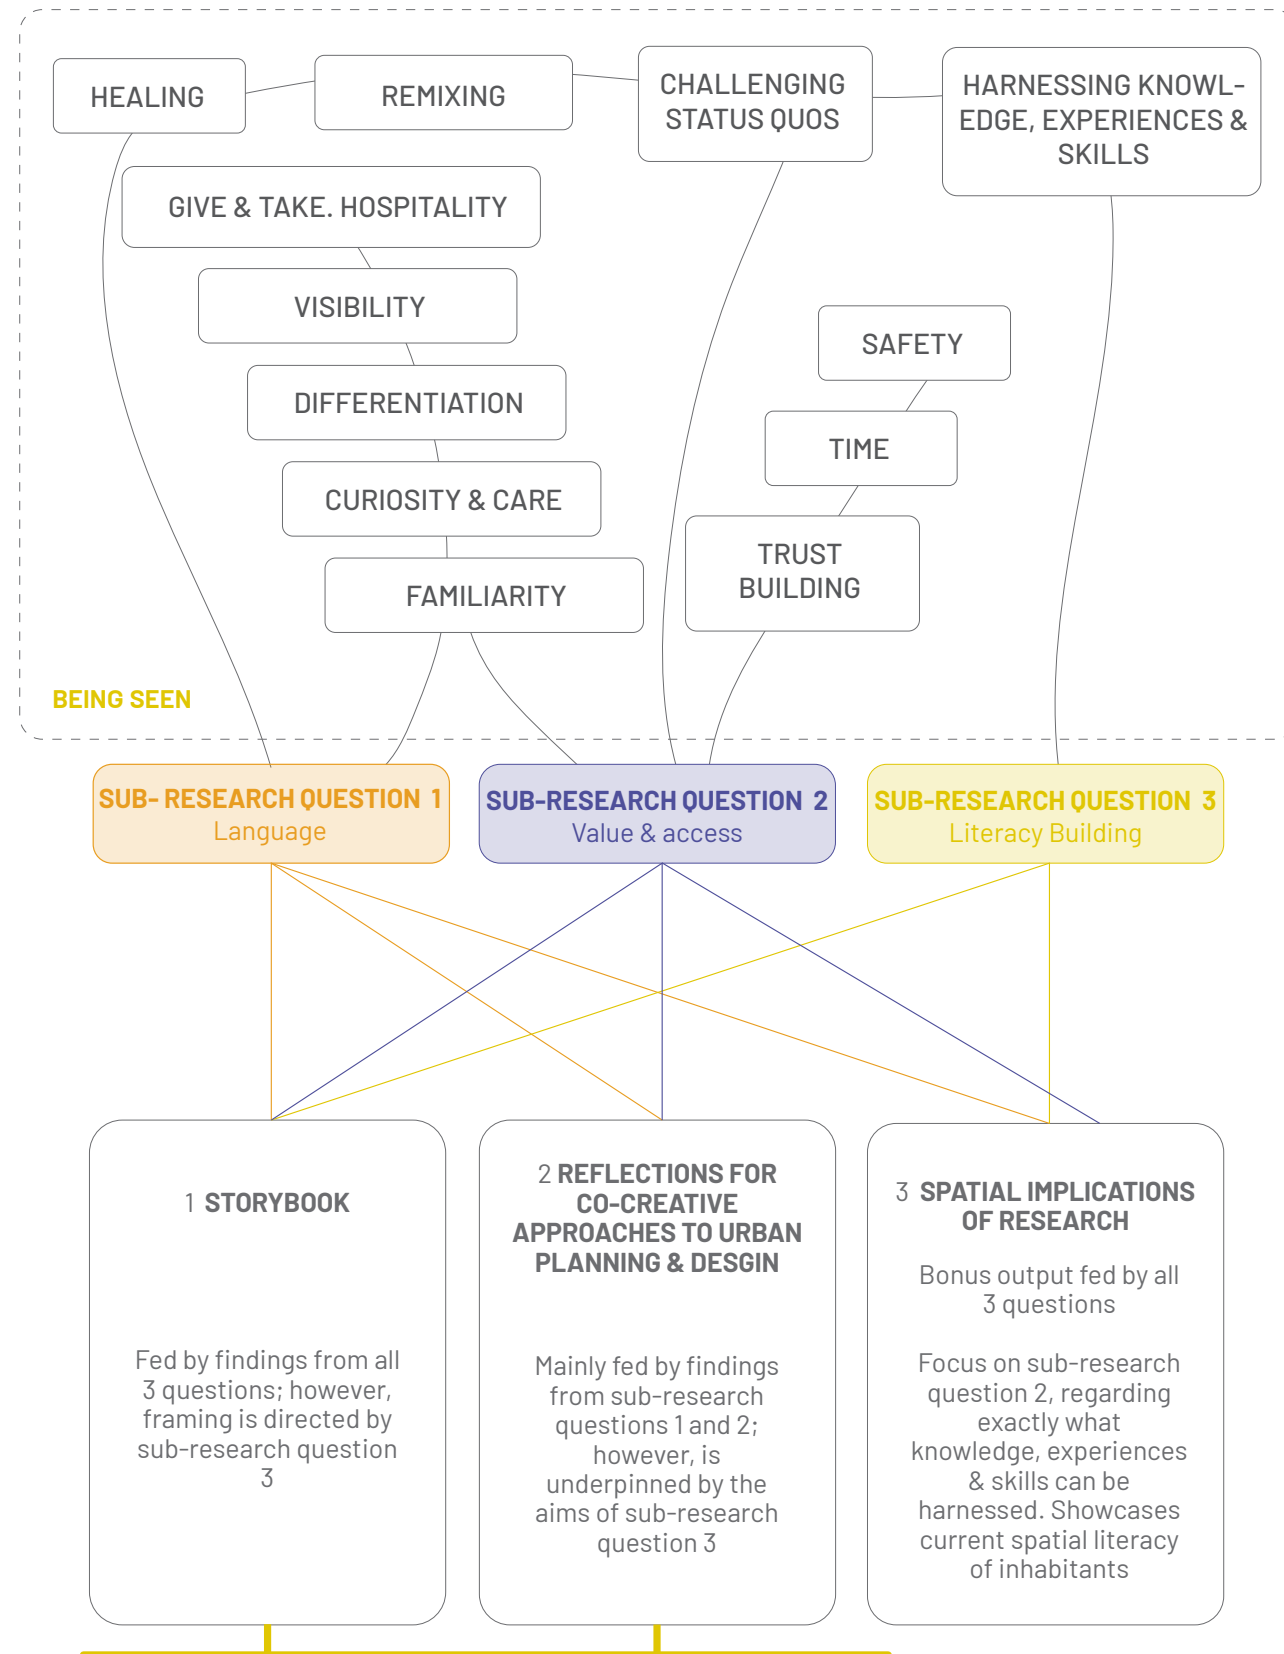 HEALING
REMIXING
CHALLENGING
STATUS QUOS
HARNESSING KNOWL-
EDGE, EXPERIENCES &
SKILLS
GIVE & TAKE. HOSPITALITY
VISIBILITY
DIFFERENTIATION
CURIOSITY & CARE
FAMILIARITY
SAFETY
TIME
TRUST
BUILDING
BEING SEEN
SUB- RESEARCH QUESTION 1
Language
SUB-RESEARCH QUESTION 2
Value & access
SUB-RESEARCH QUESTION 3
Literacy Building
1 STORYBOOK
Fed by findings from all
3 questions; however,
framing is directed by
sub-research question
3
2 REFLECTIONS FOR
CO-CREATIVE
APPROACHES TO URBAN
PLANNING & DESGIN
Mainly fed by findings
from sub-research
questions 1 and 2;
however, is
underpinned by the
aims of sub-research
question 3
3 SPATIAL IMPLICATIONS
OF RESEARCH
Bonus output fed by all
3 questions
Focus on sub-research
question 2, regarding
exactly what
knowledge, experiences
& skills can be
harnessed. Showcases
current spatial literacy
of inhabitants